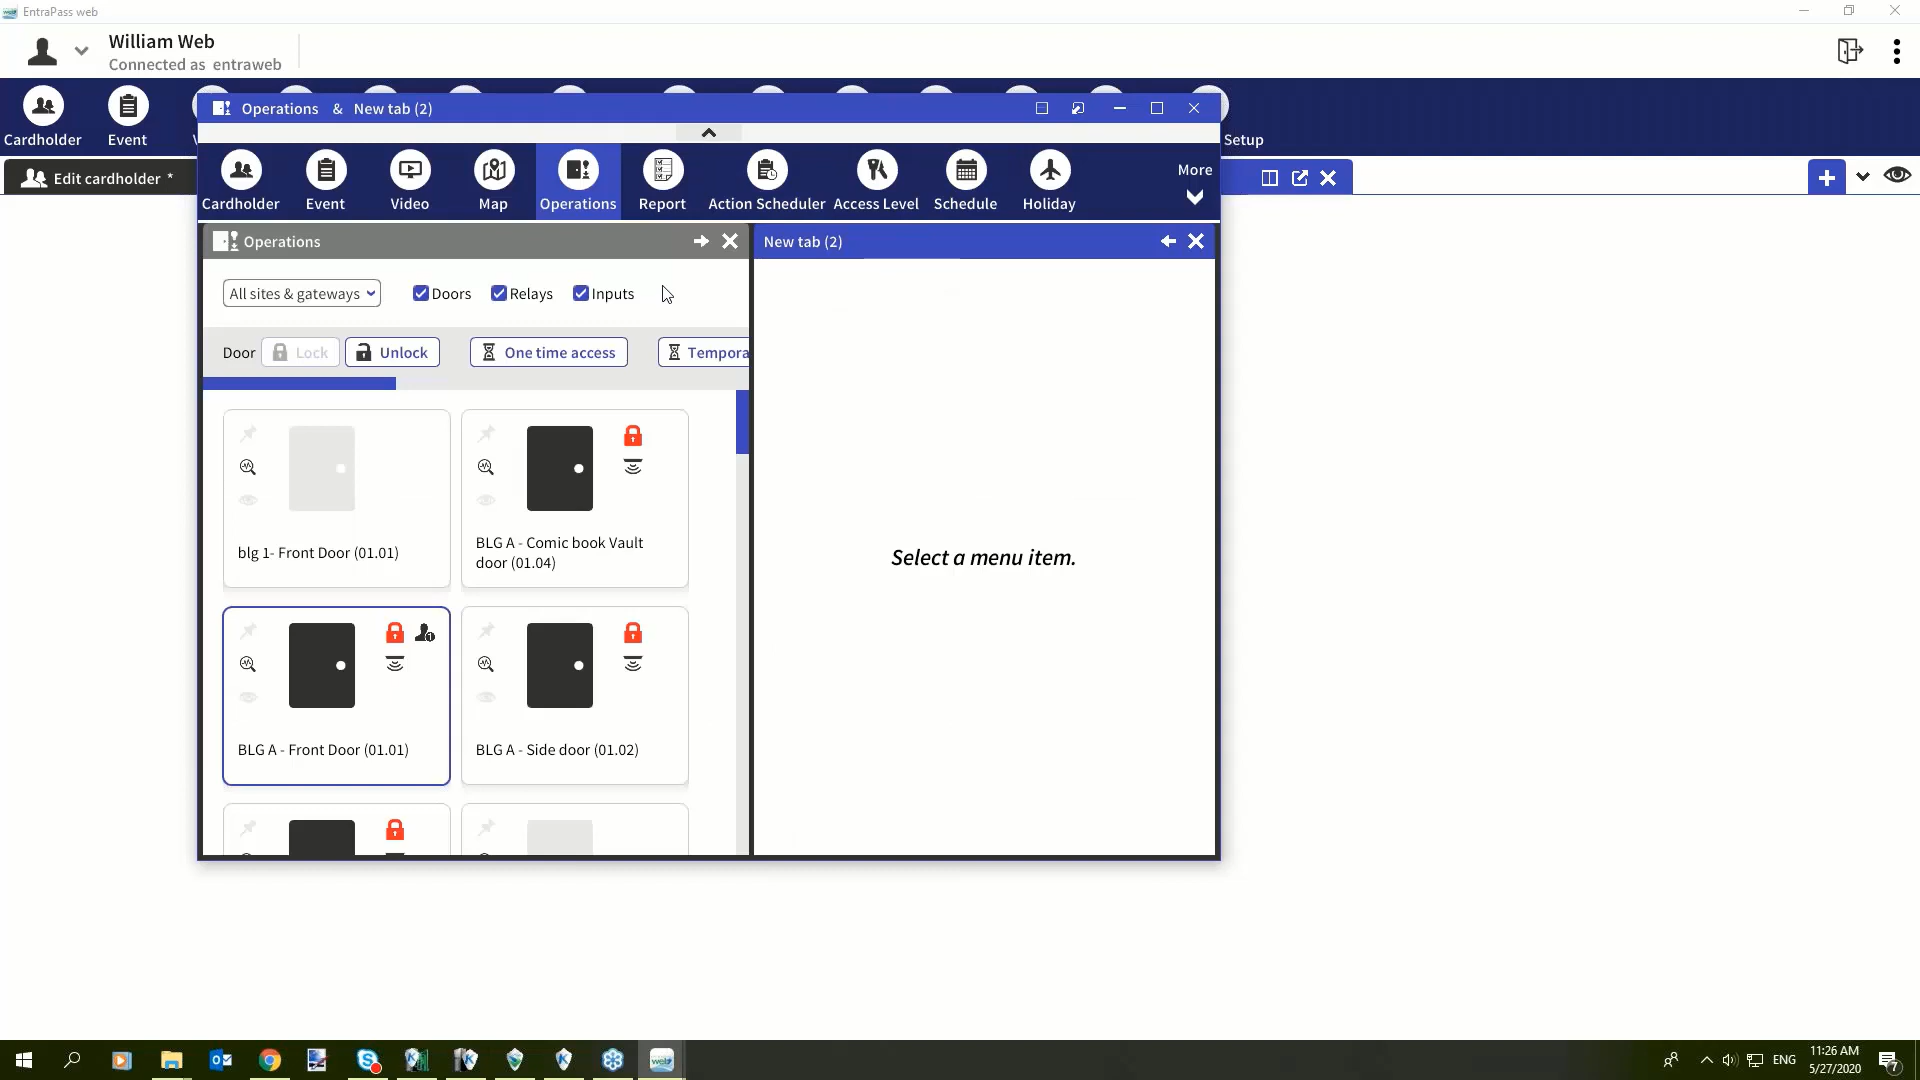 EntraPass web
William Web
Connected as entraweb
Cardholder
Event
Setup
Edit cardholder *
Operations & New tab (2)
Cardholder
Event
Video
Map
Operations
Report
Action Scheduler
Access Level
Schedule
Holiday
More
Operations
New tab (2)
All sites & gateways
Doors
Relays
Inputs
Door
Lock
Unlock
One time access
Tempora
blg 1- Front Door (01.01)
BLG A - Comic book Vault
door (01.04)
BLG A - Front Door (01.01)
BLG A - Side door (01.02)
Select a menu item.
ENG
11:26 AM
5/27/2020
7